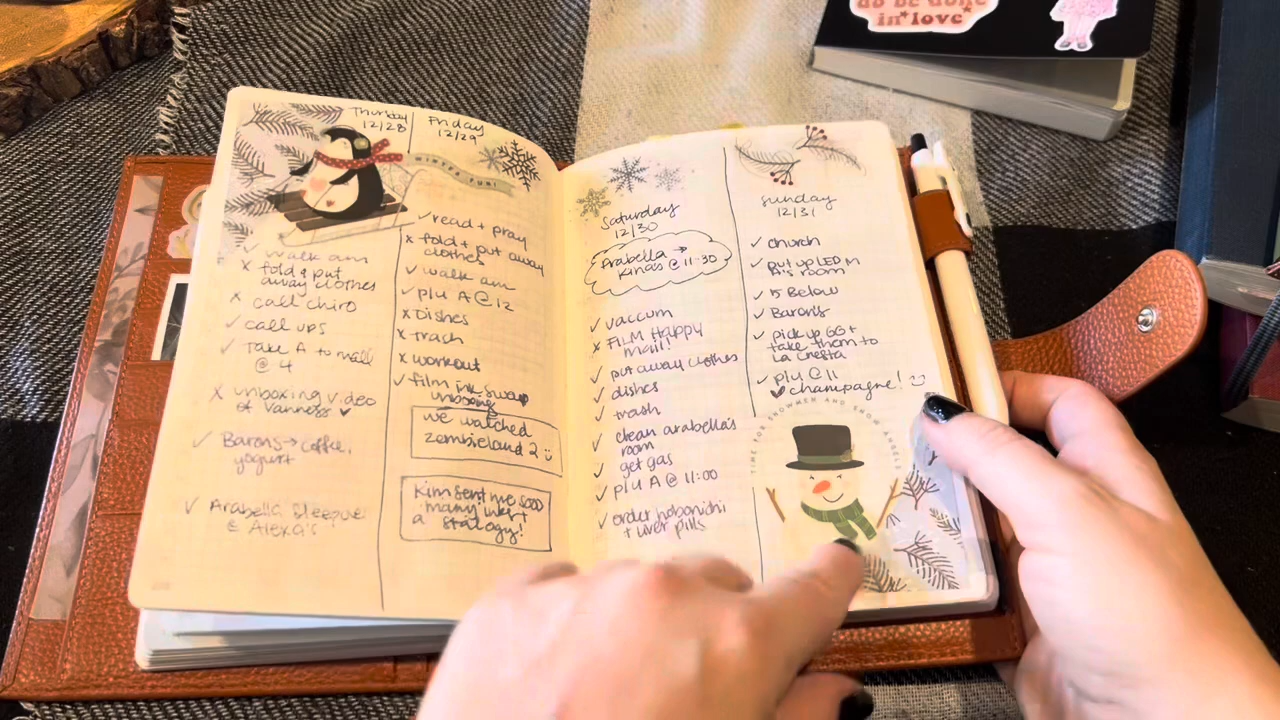 do be done
in*love*
Thursday
12/28
walk am
x fold & put
away clothes
x call chiro
✓ call ups
✓ Take A to mall
@ 4
x unboxing video
of Vanness ♥
✓ Barons → coffee,
yogurt
✓ Arabella sleepover
@ Alexa's
Friday
12/29
WINTER FUN!
✓ read + pray
x fold + put away
clothes
✓ walk am
✓ p/u A @ 12
x Dishes
x trash
x workout
✓ film ink swap
unboxing
we watched
zombieland 2
Kim sent me sooo
many inks +
a stalogy!
Saturday
12/30
Arabella →
Kina's @ 11:30
✓ vaccum
x FILM Happy
mail!
✓ put away clothes
✓ dishes
✓ trash
✓ clean arabella's
room
✓ get gas
✓ p/u A @ 11:00
✓ order hobonichi
+ liver pills
Sunday
12/31
✓ church
✓ put up LED in
A's room
✓ 5 Below
✓ Barons
✓ pick up GG +
take them to
La Cresta
✓ p/u @ 11
♥ champagne!
TIME FOR SNOWMEN AND SNOW ANGELS